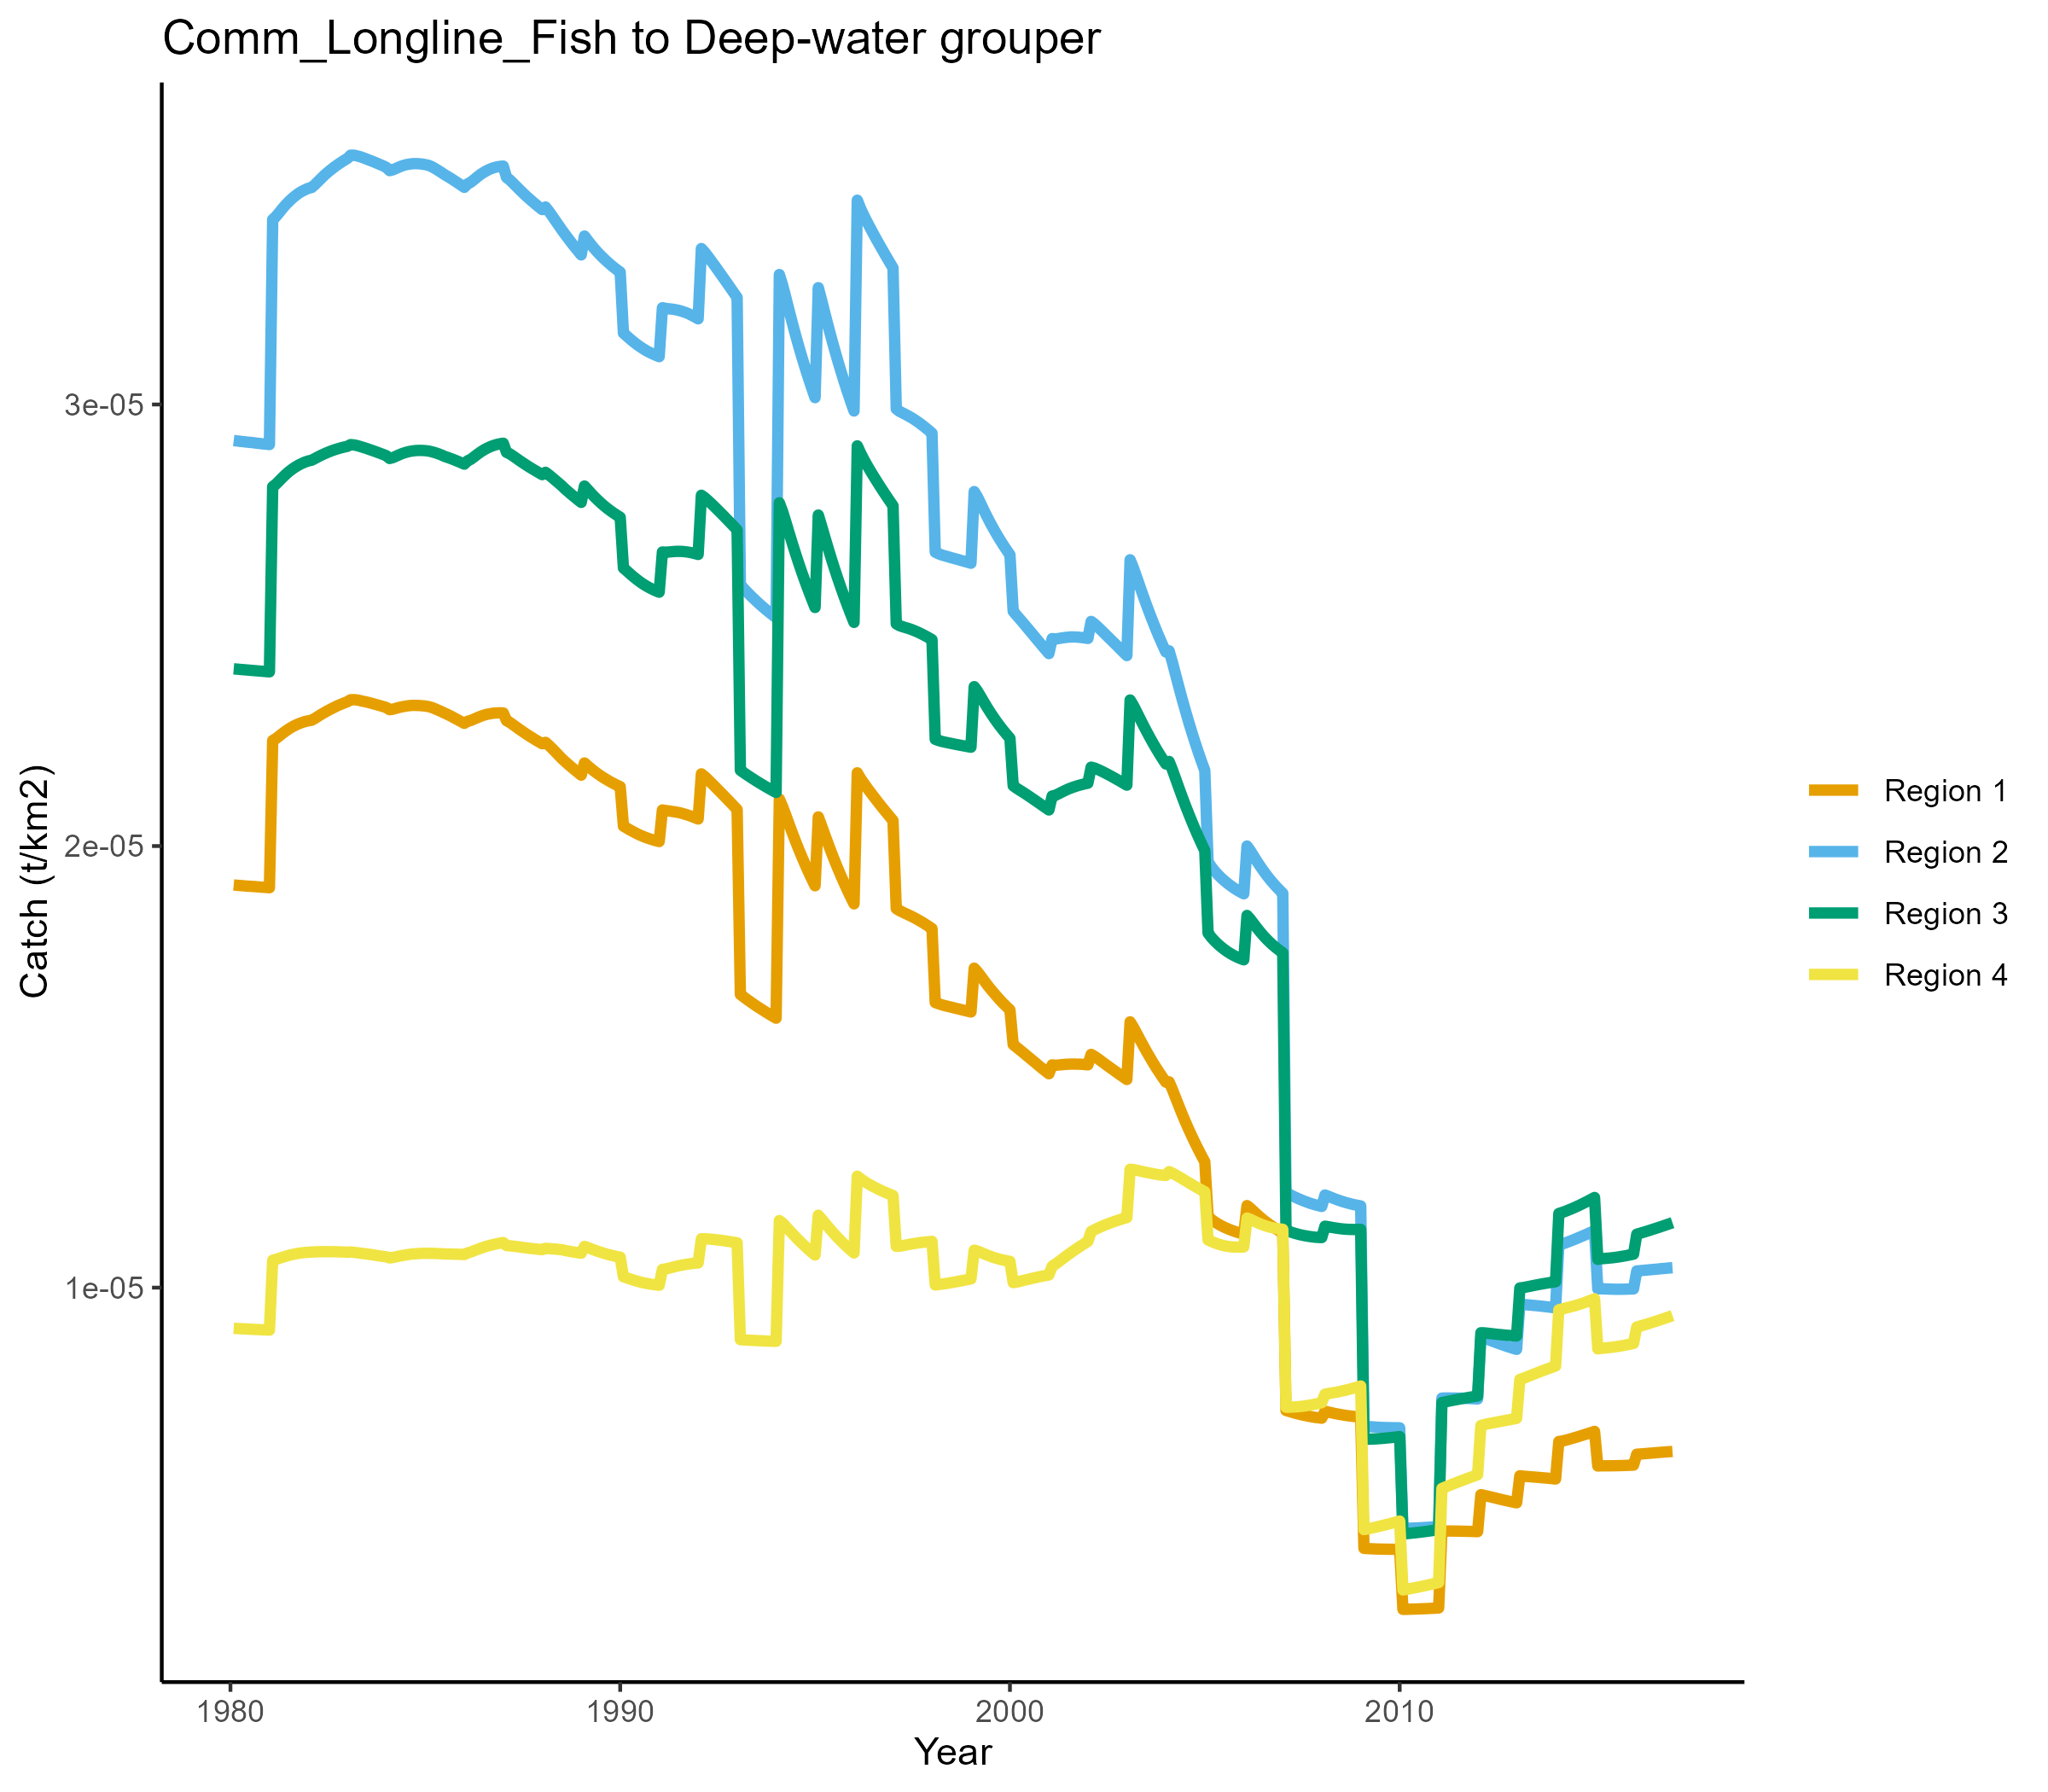 Comm_Longline_Fish to Deep-water grouper
Catch (t/km2)
3e-05
2e-05
1e-05
1980
1990
2000
2010
Year
Region 1
Region 2
Region 3
Region 4